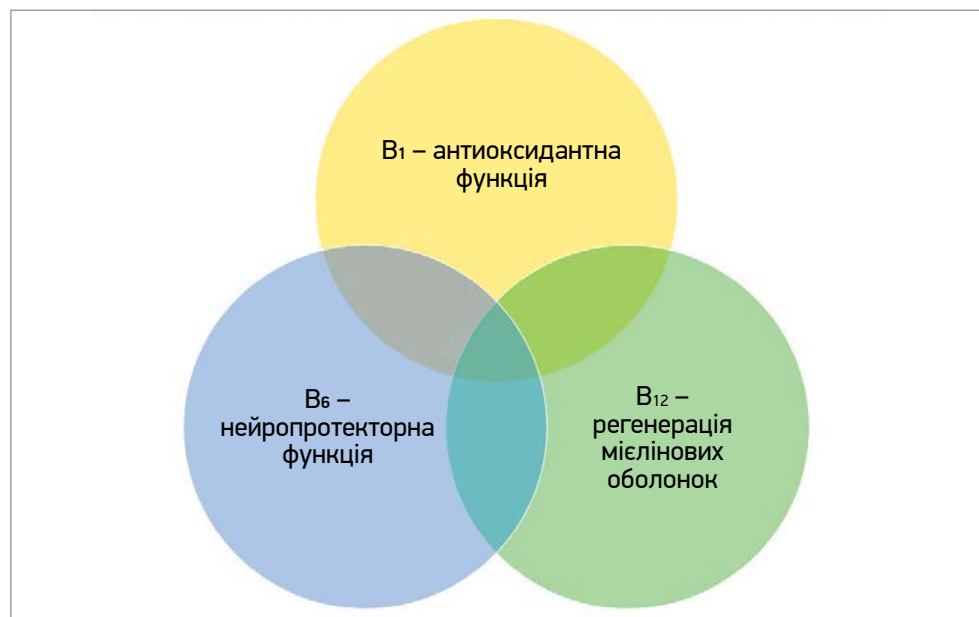 B₁ – антиоксидантна
функція
B₆ –
нейропротекторна
функція
B₁₂ –
регенерація
мієлінових
оболонок